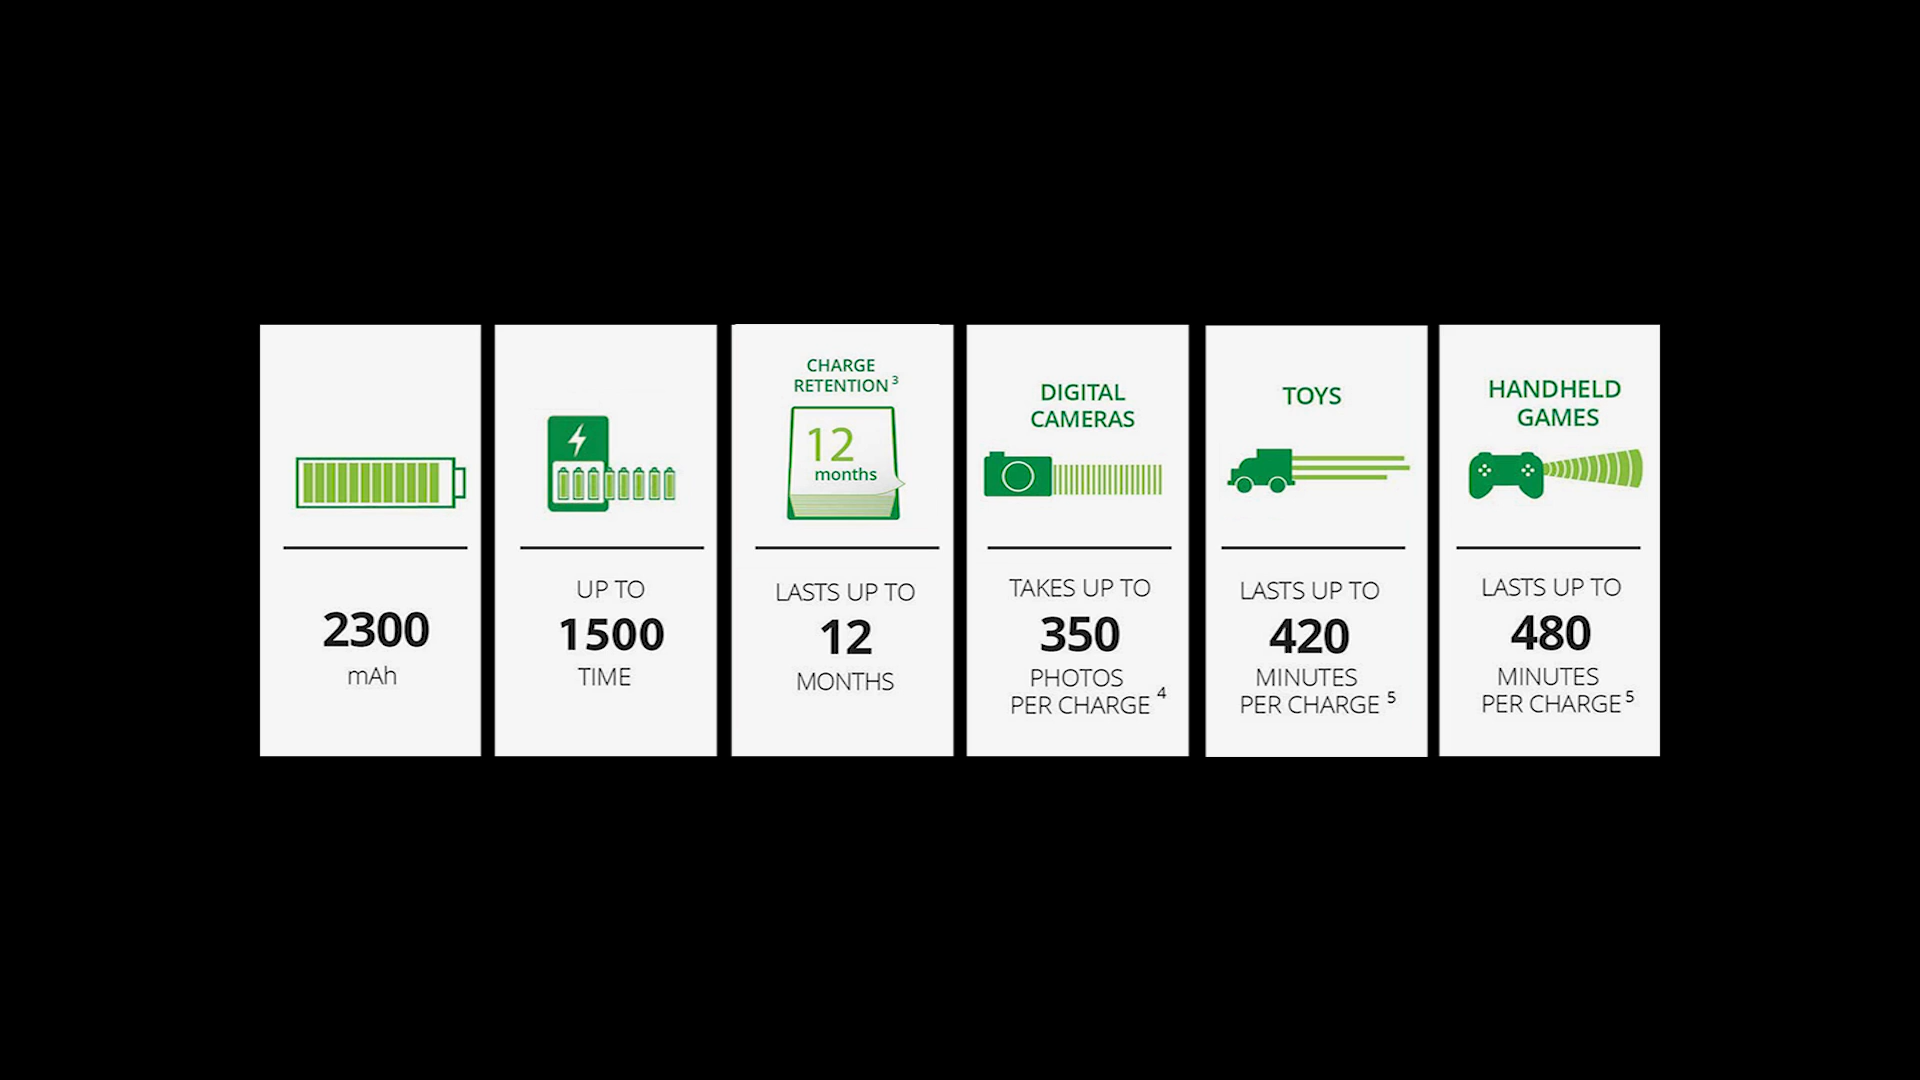 2300
mAh
UP TO
1500
TIME
CHARGE
RETENTION 3
12
months
LASTS UP TO
12
MONTHS
DIGITAL
CAMERAS
TAKES UP TO
350
PHOTOS
PER CHARGE 4
TOYS
LASTS UP TO
420
MINUTES
PER CHARGE 5
HANDHELD
GAMES
LASTS UP TO
480
MINUTES
PER CHARGE 5